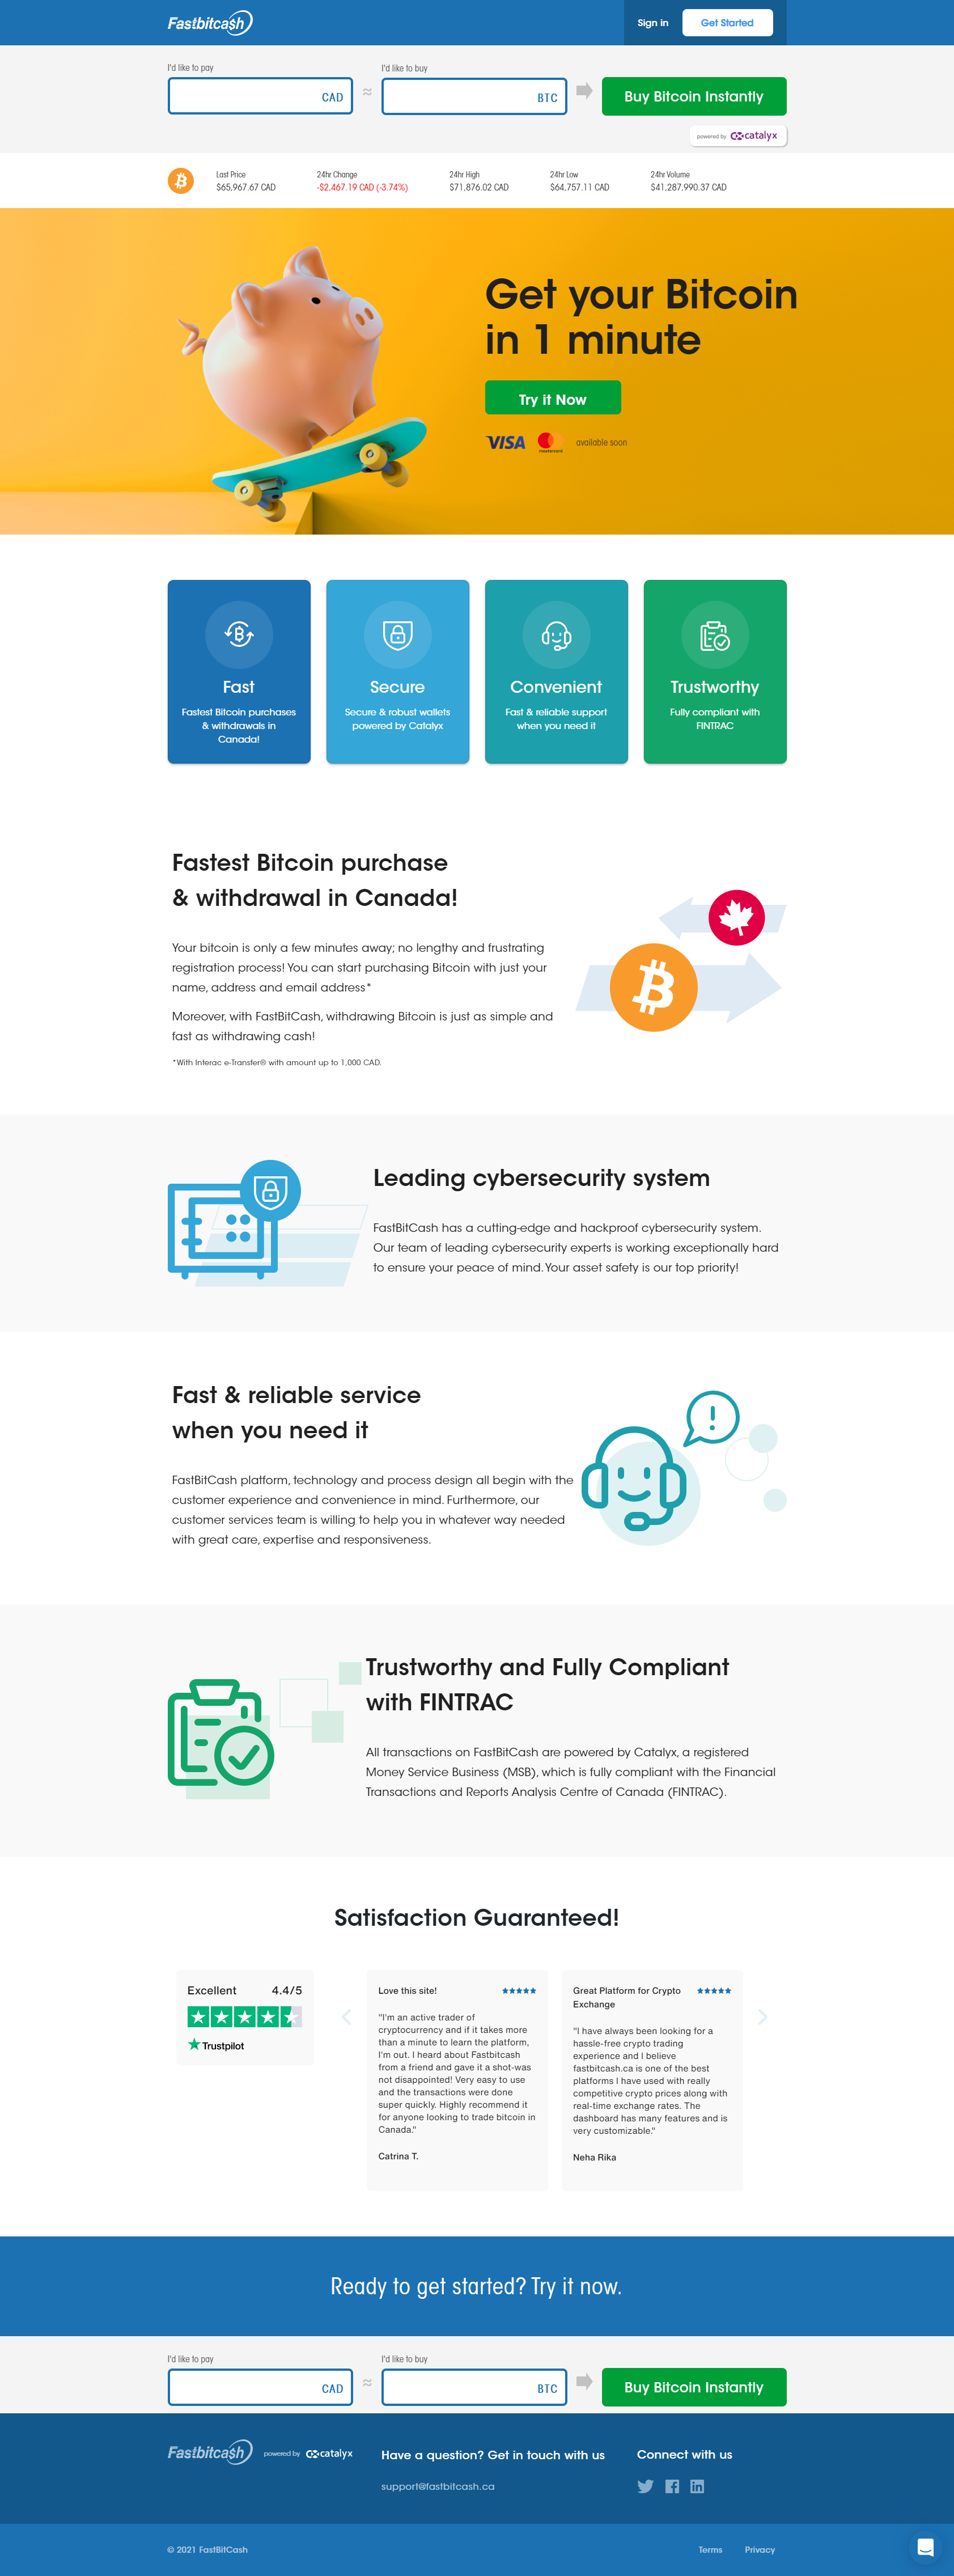 Fastbitca$h
Sign in
Get Started
I'd like to pay
CAD
≈
I'd like to buy
BTC
Buy Bitcoin Instantly
powered by catalyx
Last Price
$65,967.67 CAD
24hr Change
-$2,467.19 CAD (-3.74%)
24hr High
$71,876.02 CAD
24hr Low
$64,757.11 CAD
24hr Volume
$41,287,990.37 CAD
Get your Bitcoin
in 1 minute
Try it Now
VISA
mastercard
available soon
Fast
Fastest Bitcoin purchases
& withdrawals in
Canada!
Secure
Secure & robust wallets
powered by Catalyx
Convenient
Fast & reliable support
when you need it
Trustworthy
Fully compliant with
FINTRAC
Fastest Bitcoin purchase
& withdrawal in Canada!
Your bitcoin is only a few minutes away; no lengthy and frustrating
registration process! You can start purchasing Bitcoin with just your
name, address and email address*
Moreover, with FastBitCash, withdrawing Bitcoin is just as simple and
fast as withdrawing cash!
*With Interac e-Transfer® with amount up to 1,000 CAD.
Leading cybersecurity system
FastBitCash has a cutting-edge and hackproof cybersecurity system.
Our team of leading cybersecurity experts is working exceptionally hard
to ensure your peace of mind. Your asset safety is our top priority!
Fast & reliable service
when you need it
FastBitCash platform, technology and process design all begin with the
customer experience and convenience in mind. Furthermore, our
customer services team is willing to help you in whatever way needed
with great care, expertise and responsiveness.
Trustworthy and Fully Compliant
with FINTRAC
All transactions on FastBitCash are powered by Catalyx, a registered
Money Service Business (MSB), which is fully compliant with the Financial
Transactions and Reports Analysis Centre of Canada (FINTRAC).
Satisfaction Guaranteed!
Excellent 4.4/5
Trustpilot
Love this site!
"I'm an active trader of
cryptocurrency and if it takes more
than a minute to learn the platform,
I'm out. I heard about Fastbitcash
from a friend and gave it a shot-was
not disappointed! Very easy to use
and the transactions were done
super quickly. Highly recommend it
for anyone looking to trade bitcoin in
Canada."
Catrina T.
Great Platform for Crypto
Exchange
"I have always been looking for a
hassle-free crypto trading
experience and I believe
fastbitcash.ca is one of the best
platforms I have used with really
competitive crypto prices along with
real-time exchange rates. The
dashboard has many features and is
very customizable."
Neha Rika
Ready to get started? Try it now.
I'd like to pay
CAD
≈
I'd like to buy
BTC
Buy Bitcoin Instantly
Fastbitca$h
powered by catalyx
Have a question? Get in touch with us
support@fastbitcash.ca
Connect with us
© 2021 FastBitCash
Terms
Privacy